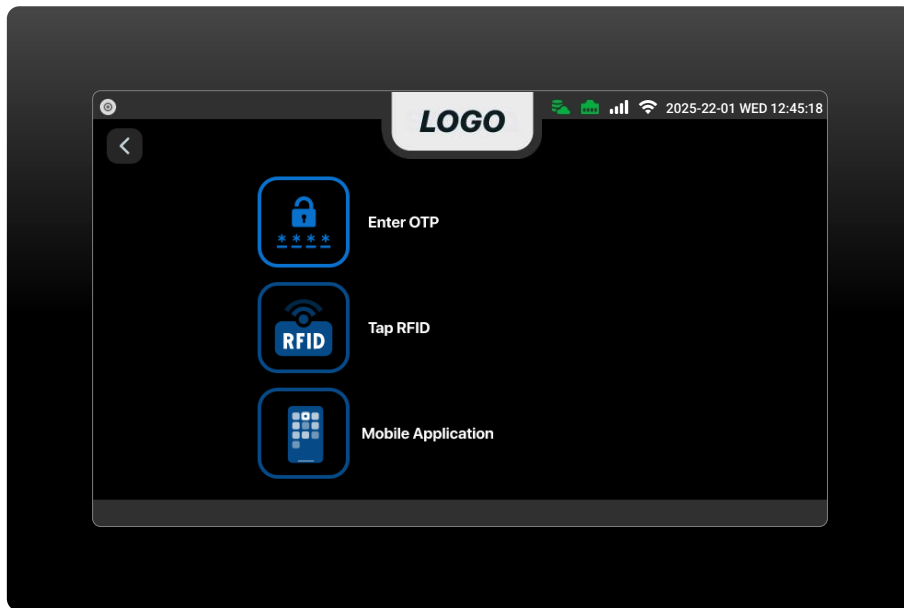 LOGO
2025-22-01 WED 12:45:18
* * * *
Enter OTP
RFID
Tap RFID
Mobile Application